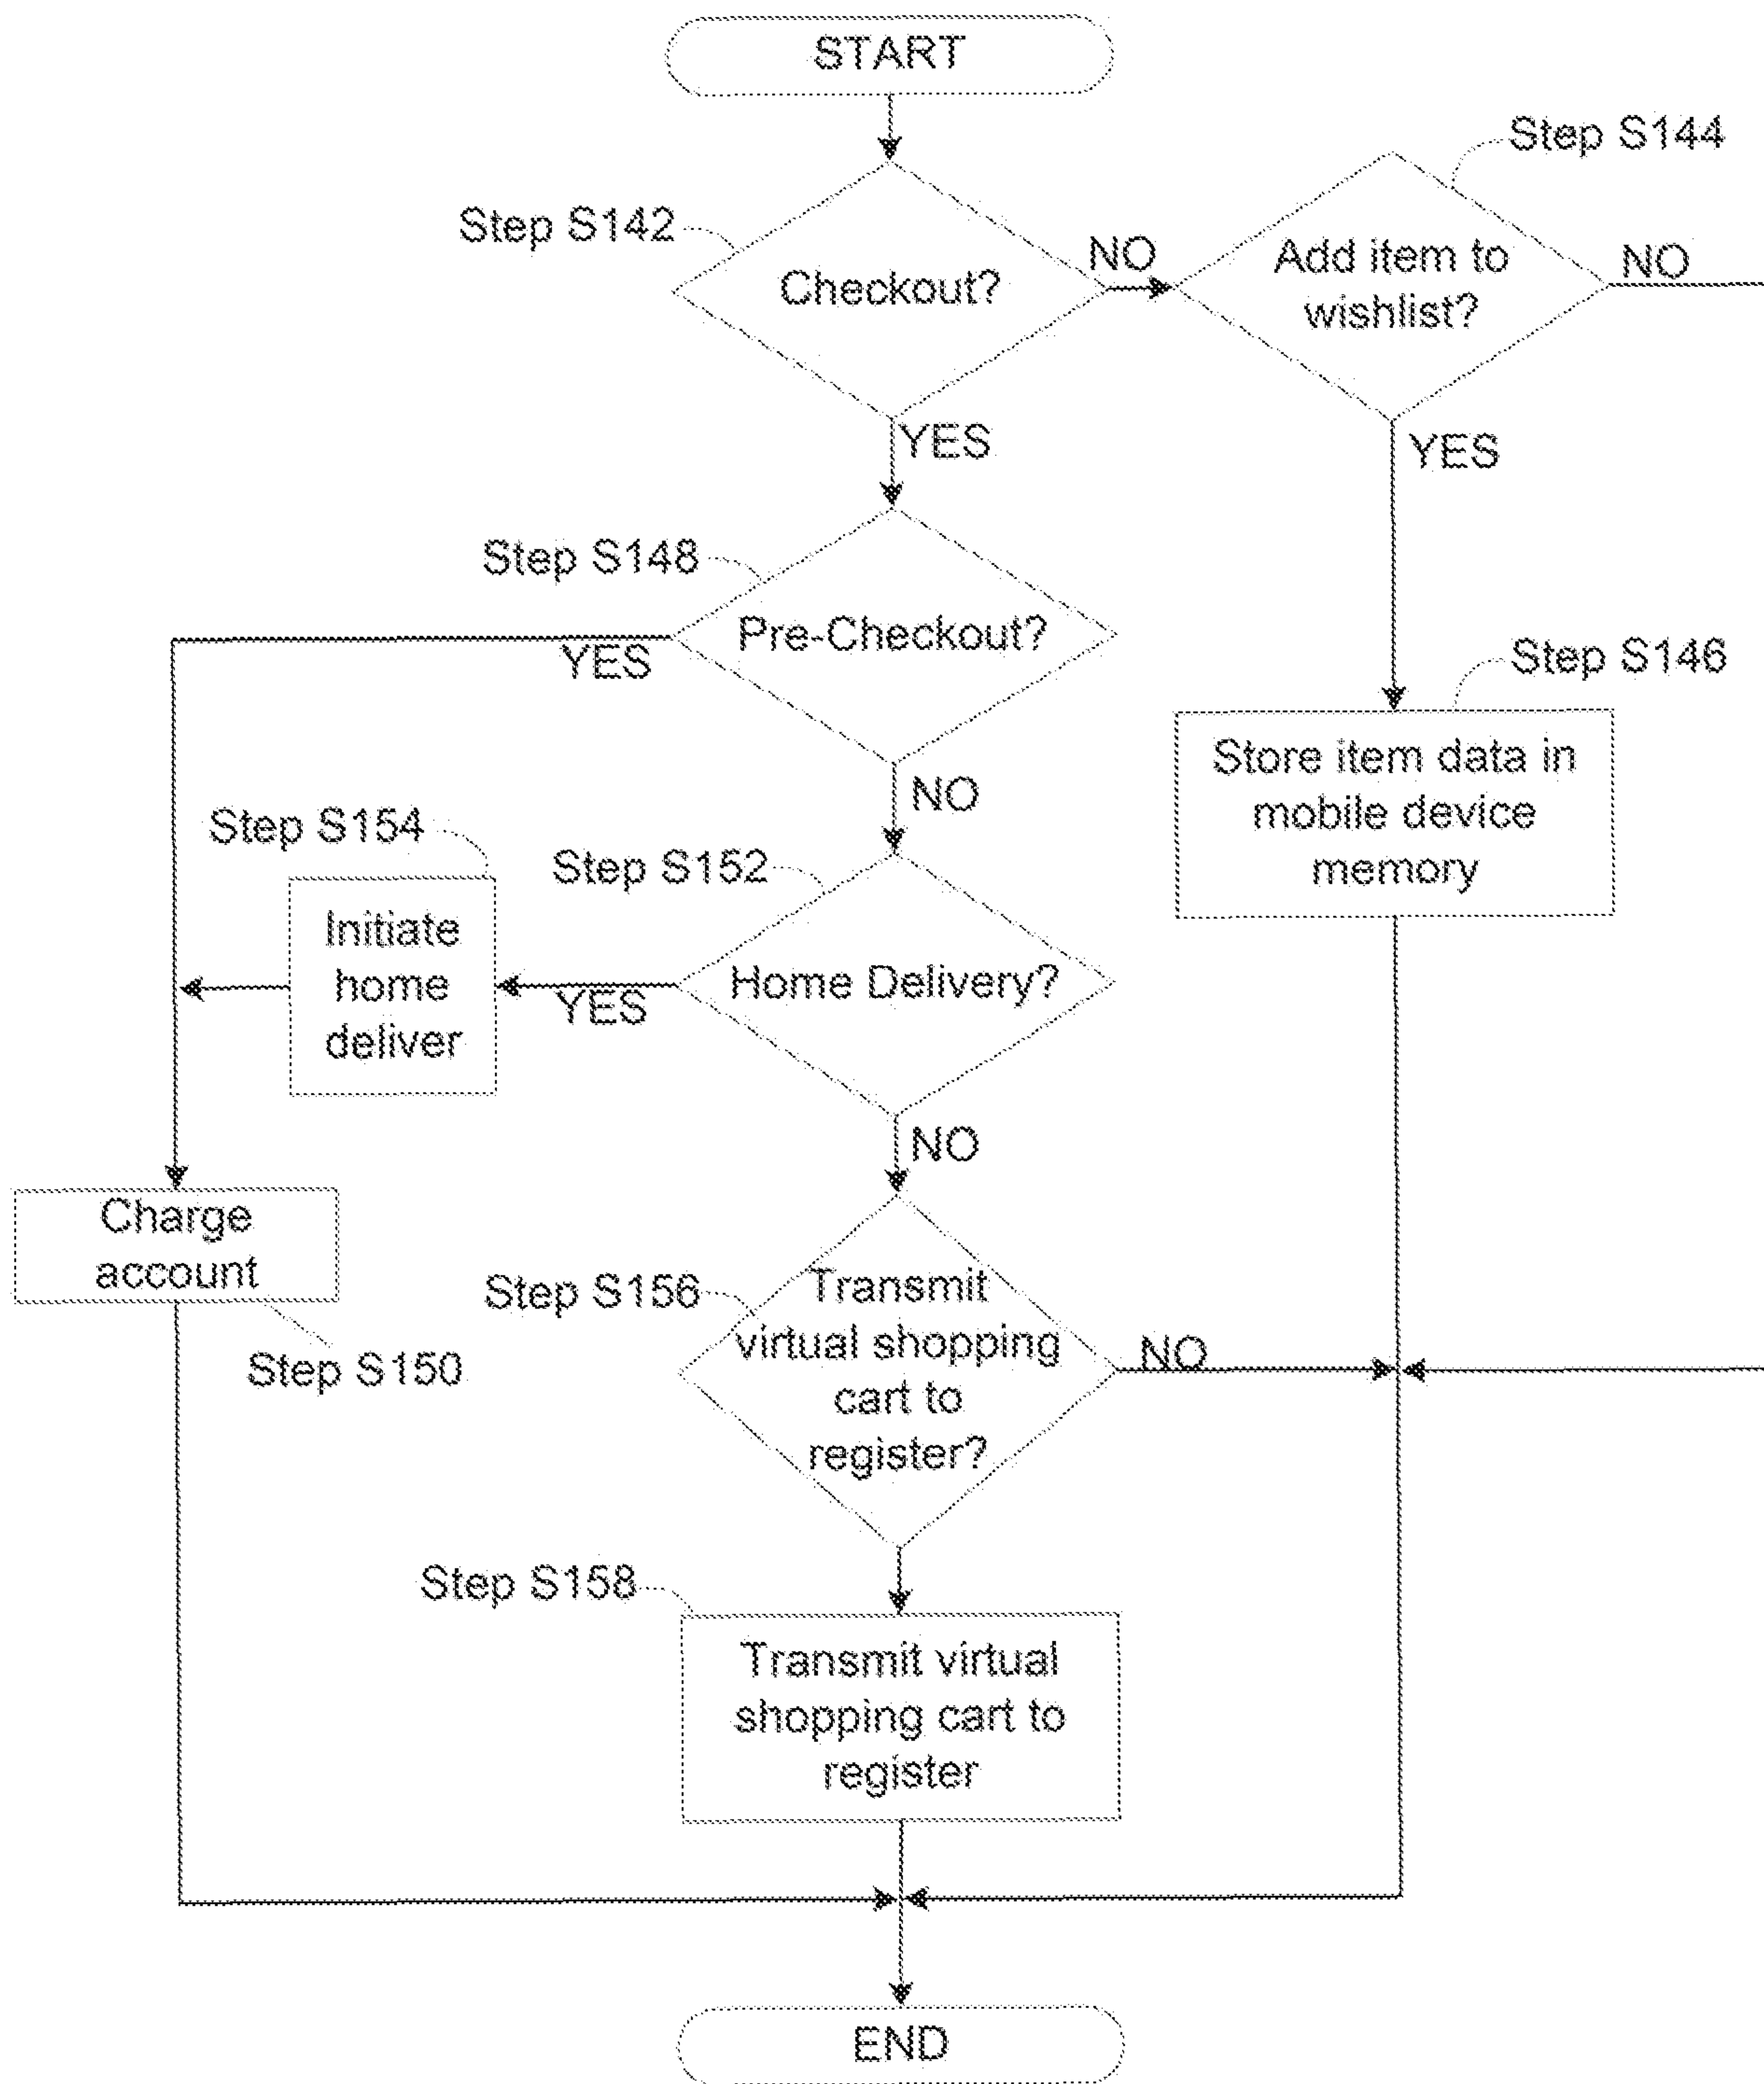 START
Step S144
Step S142
Checkout?
NO
Add item to
wishlist?
NO
YES
YES
Step S148
Pre-Checkout?
YES
Step S146
Store item data in
mobile device
memory
NO
Step S154
Step S152
Initiate
home
deliver
Home Delivery?
YES
NO
Charge
account
Step S150
Step S156
Transmit
virtual shopping
cart to
register?
NO
Step S158
Transmit virtual
shopping cart to
register
END